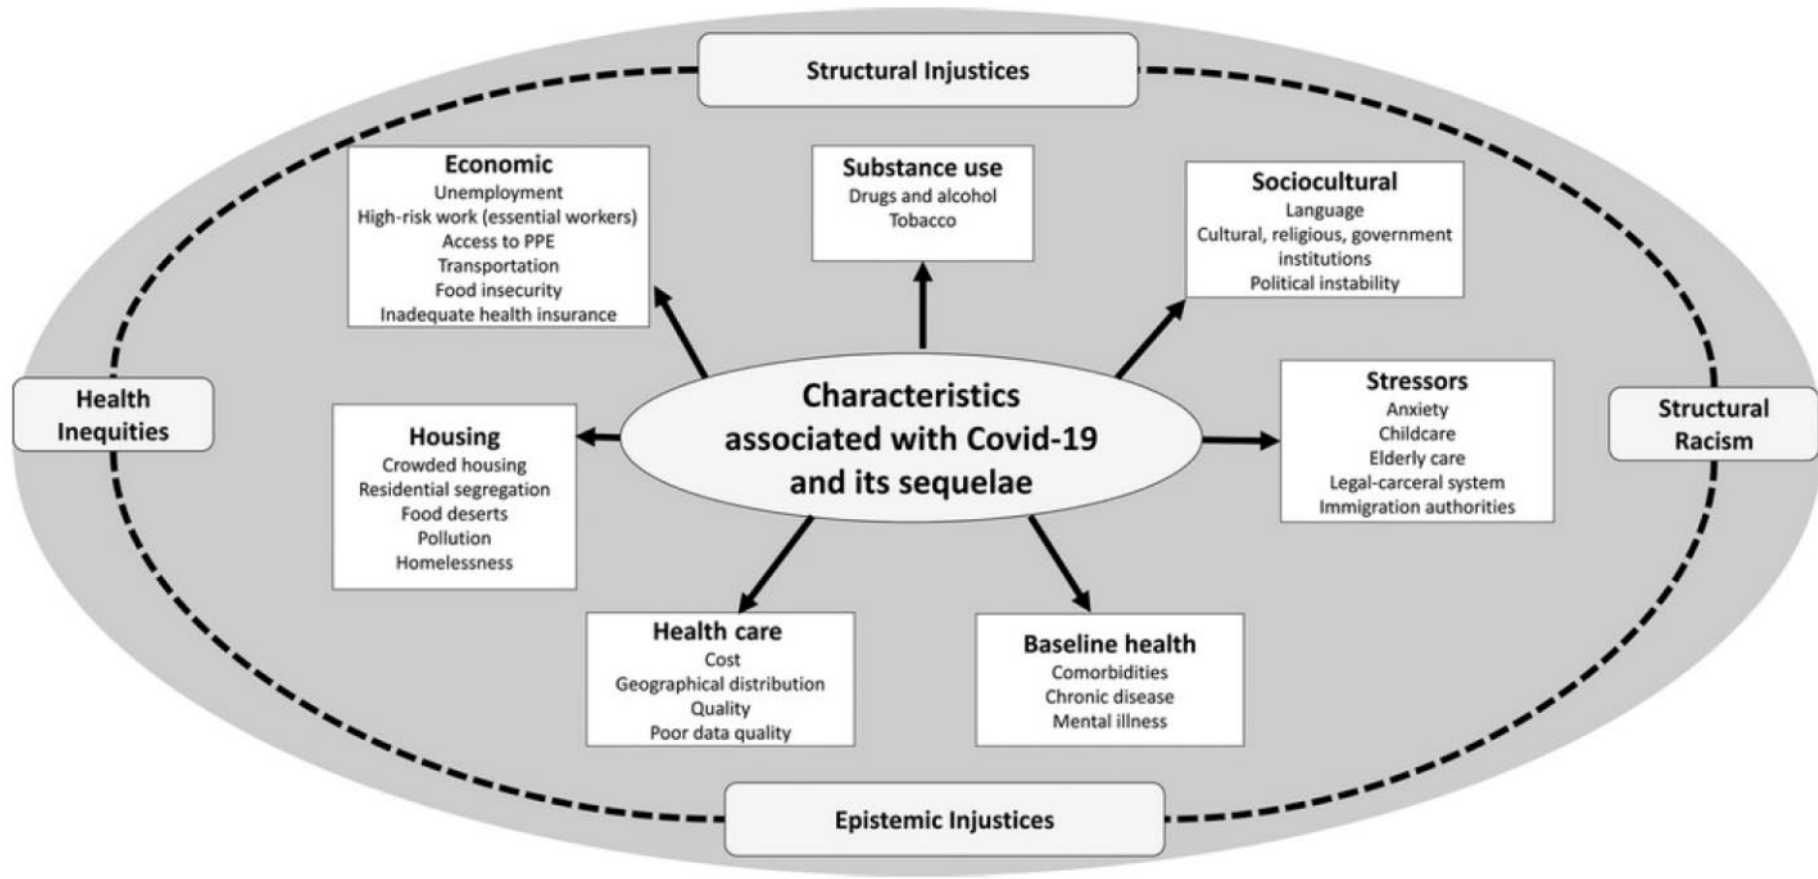 Structural Injustices
Economic
Unemployment
High-risk work (essential workers)
Access to PPE
Transportation
Food insecurity
Inadequate health insurance
Substance use
Drugs and alcohol
Tobacco
Sociocultural
Language
Cultural, religious, government
institutions
Political instability
Health
Inequities
Housing
Crowded housing
Residential segregation
Food deserts
Pollution
Homelessness
Characteristics
associated with Covid-19
and its sequelae
Stressors
Anxiety
Childcare
Elderly care
Legal-carceral system
Immigration authorities
Structural
Racism
Health care
Cost
Geographical distribution
Quality
Poor data quality
Baseline health
Comorbidities
Chronic disease
Mental illness
Epistemic Injustices